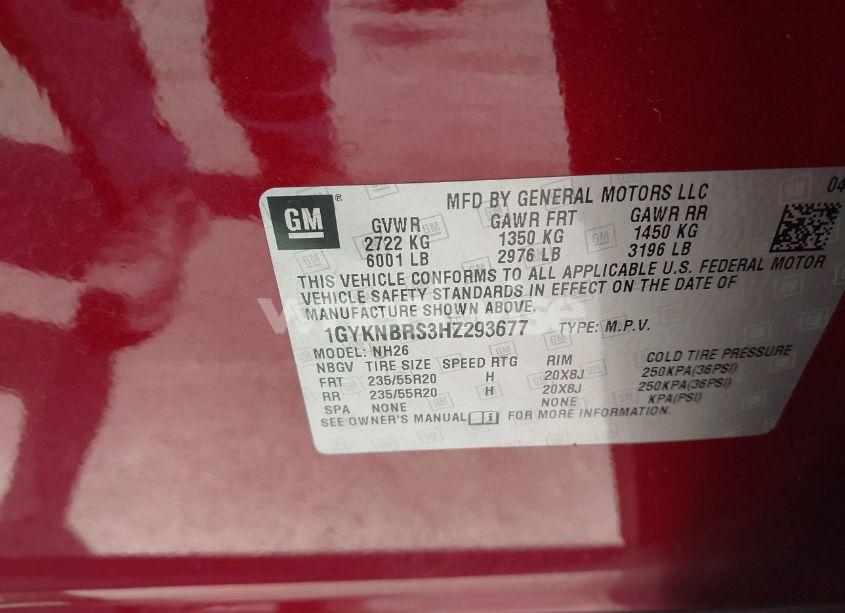 GM ®
MFD BY GENERAL MOTORS LLC 04
GVWR GAWR FRT GAWR RR
2722 KG 1350 KG 1450 KG
6001 LB 2976 LB 3196 LB
THIS VEHICLE CONFORMS TO ALL APPLICABLE U.S. FEDERAL MOTOR
VEHICLE SAFETY STANDARDS IN EFFECT ON THE DATE OF
MANUFACTURE SHOWN ABOVE.
1GYKNBRS3HZ293677 TYPE: M.P.V.
MODEL: NH26
NBGV TIRE SIZE SPEED RTG RIM COLD TIRE PRESSURE
FRT 235/55R20 H 20X8J 250KPA(36PSI)
RR 235/55R20 H 20X8J 250KPA(36PSI)
SPA NONE NONE KPA(PSI)
SEE OWNER'S MANUAL FOR MORE INFORMATION.